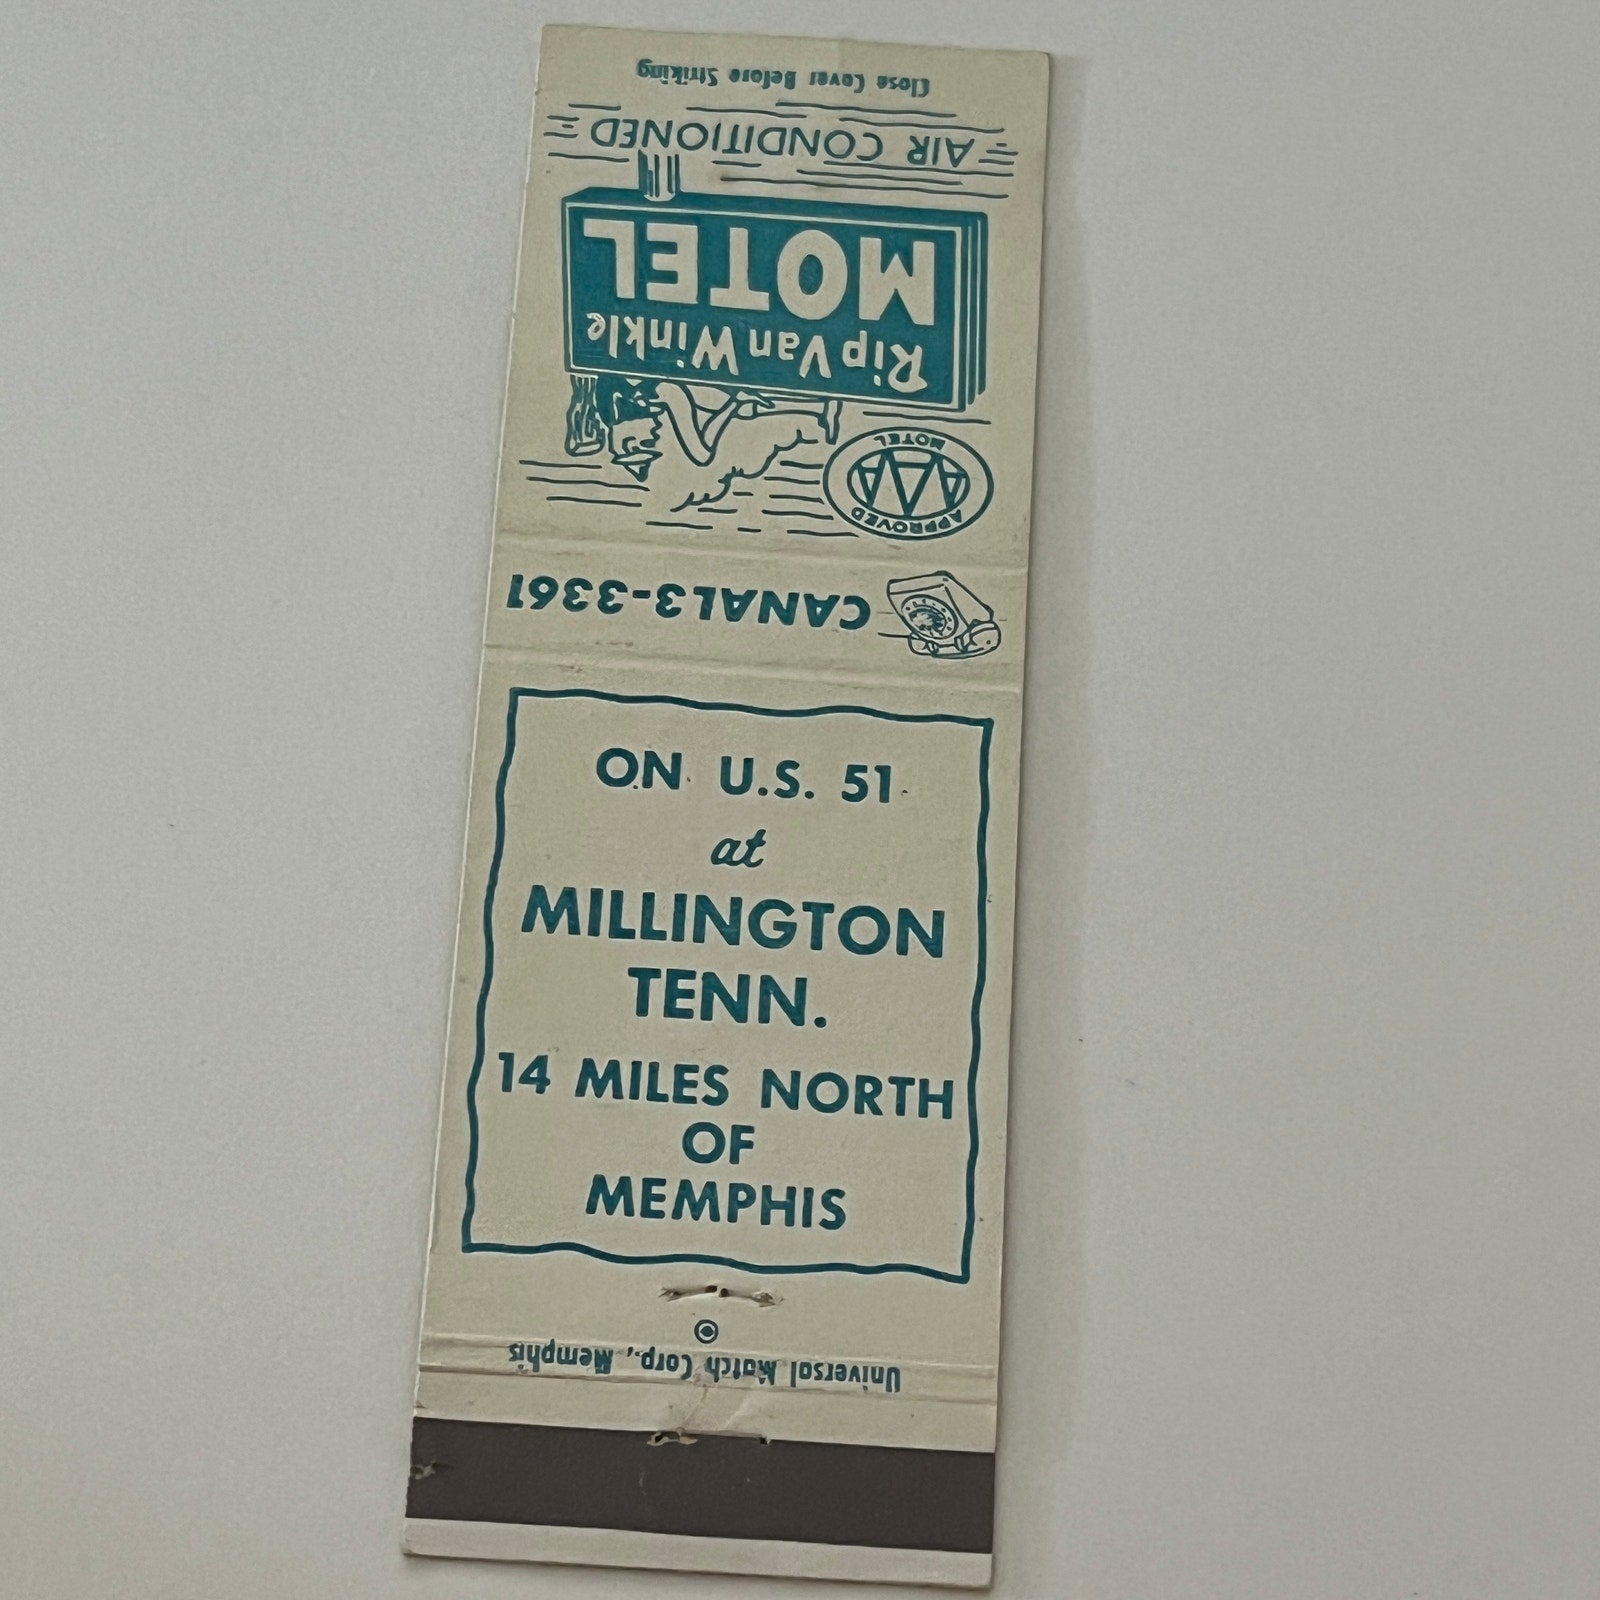 Close Cover Before Striking
AIR CONDITIONED
MOTEL
Rip Van Winkle
APPROVED
AAA
MOTEL
CANAL3-3361
ON U.S. 51
at
MILLINGTON
TENN.
14 MILES NORTH
OF
MEMPHIS
Universal Match Corp., Memphis